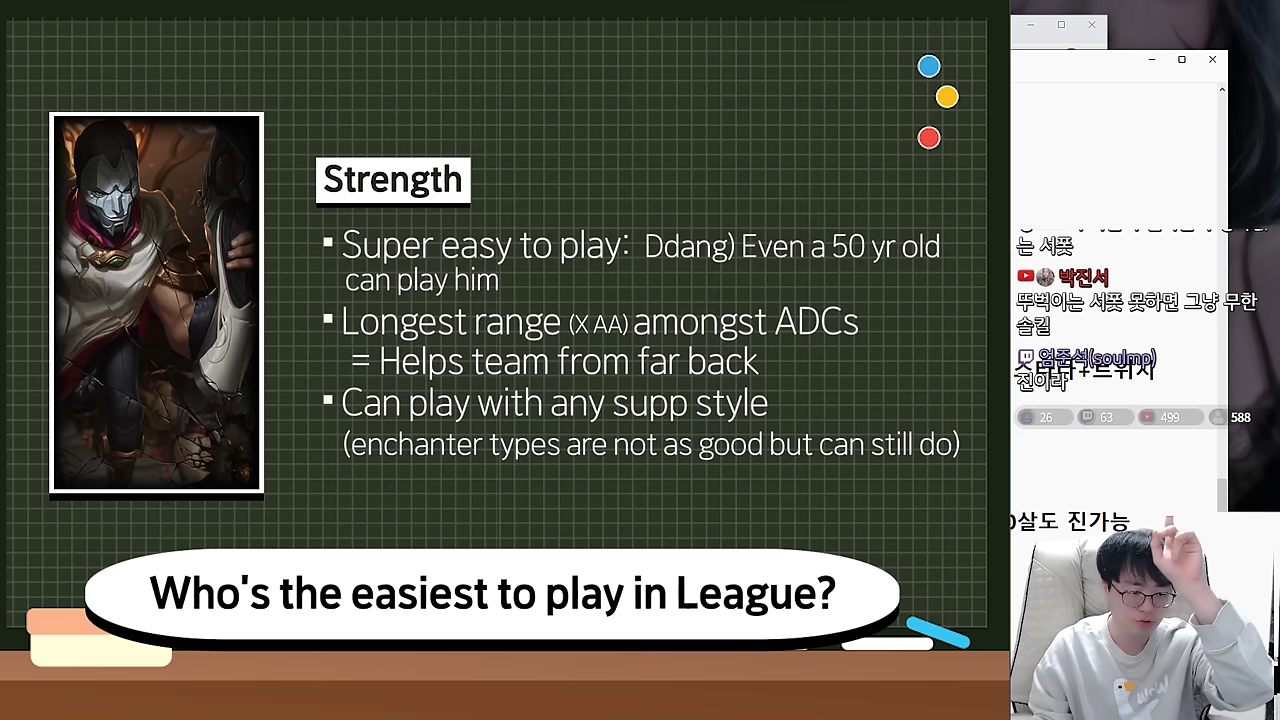 Strength
▪ Super easy to play: Ddang) Even a 50 yr old
can play him
▪ Longest range (X AA) amongst ADCs
= Helps team from far back
▪ Can play with any supp style
(enchanter types are not as good but can still do)
Who's the easiest to play in League?
는 서폿
박진서
뚜벅이는 서폿 못하면 그냥 무한
솔킬
엄준석(soulmp)
진이라
26 63 499 588
살도 진가능